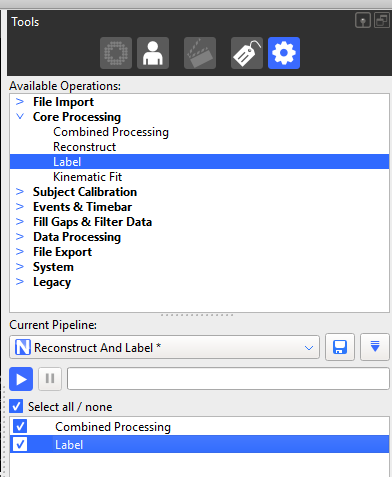 Tools
Available Operations:
File Import
Core Processing
Combined Processing
Reconstruct
Label
Kinematic Fit
Subject Calibration
Events & Timebar
Fill Gaps & Filter Data
Data Processing
File Export
System
Legacy
Current Pipeline:
N Reconstruct And Label *
Select all / none
Combined Processing
Label